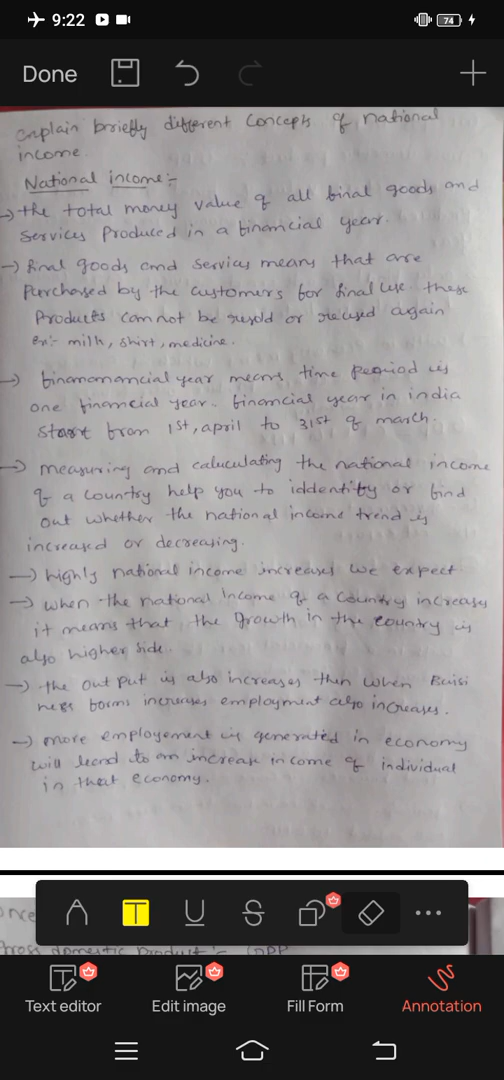 9:22
74
Done
Explain briefly different concepts of national
income.
National income:-
→ the total money value of all final goods and
services produced in a financial year.
→ final goods and services means that are
purchased by the customers for final use these
products cannot be resold or reused again
ex:- milk, shirt, medicine.
→ finanamancial year means time period is
one financial year. financial year in india
start from 1st, april to 31st of march.
→ measuring and caluculating the national income
of a country help you to iddentify or find
out whether the national income trend is
increased or decreasing.
→ highly national income increases we expect
→ when the national Income of a country increases
it means that the growth in the country is
also higher side.
→ the out put is also increases then when Buisi
ness forms increases employment also increases.
→ more employement is generated in economy
will lead to an increase income of individual
in that economy.
once
Gross domestic product:- GDP
T
U
S
Text editor
Edit image
Fill Form
Annotation